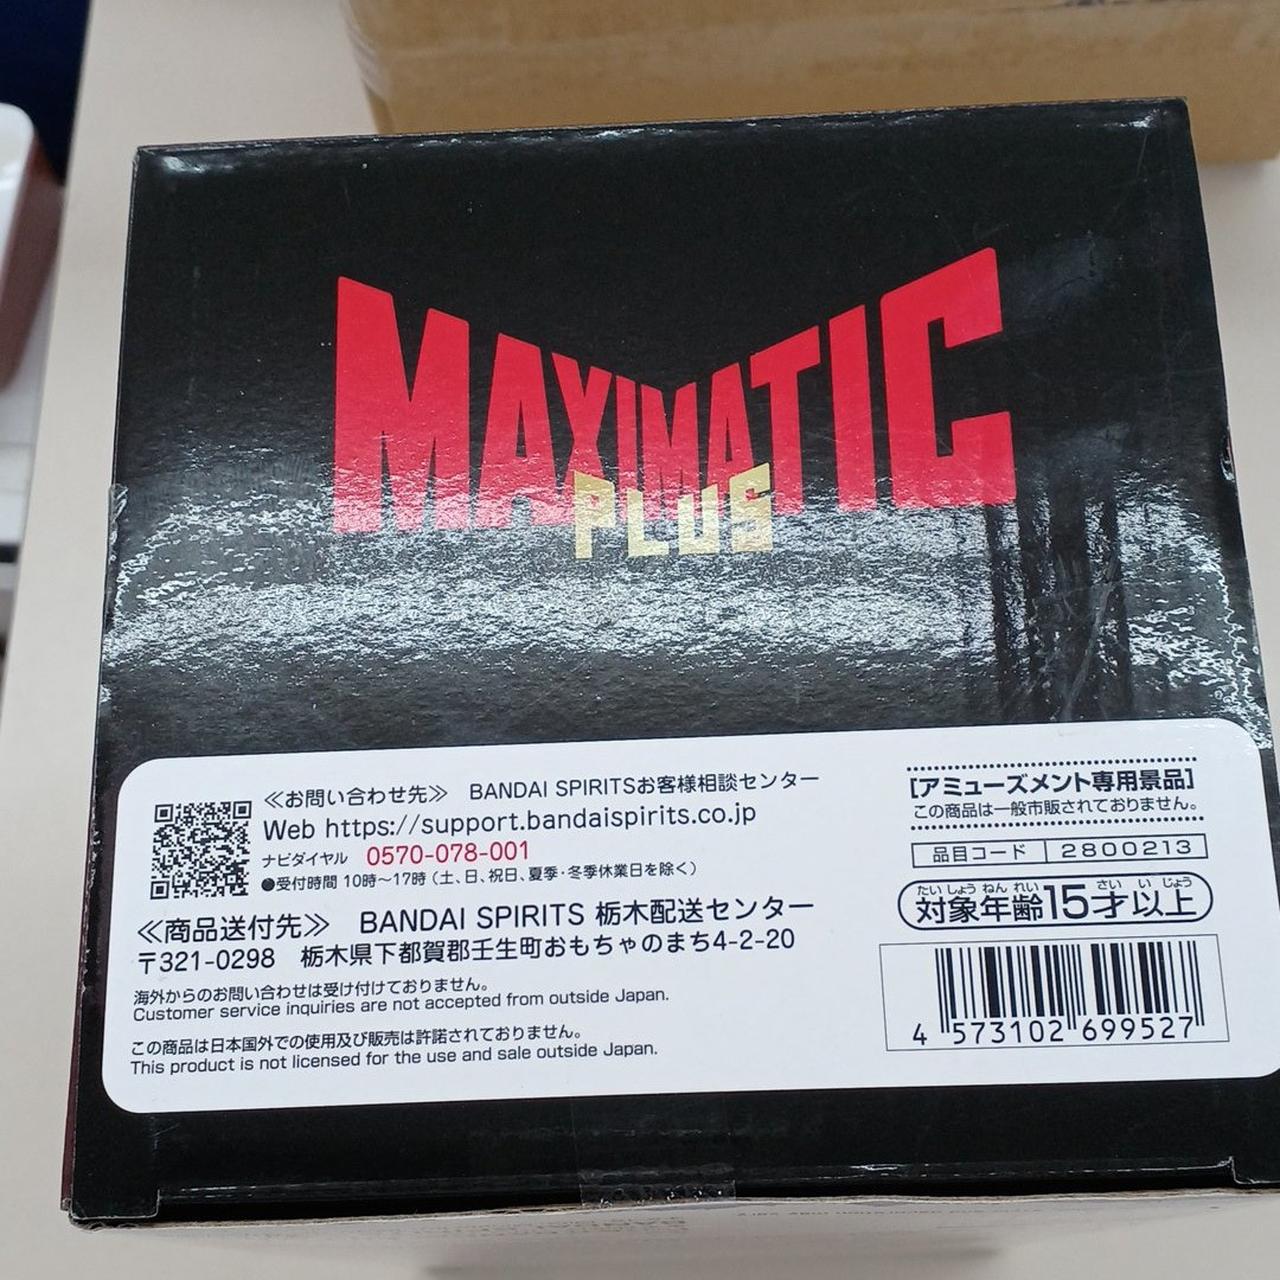 MAXIMATIC
PLUS
≪お問い合わせ先≫ BANDAI SPIRITSお客様相談センター
Web https://support.bandaispirits.co.jp
ナビダイヤル 0570-078-001
●受付時間 10時～17時（土、日、祝日、夏季・冬季休業日を除く）
≪商品送付先≫ BANDAI SPIRITS 栃木配送センター
〒321-0298 栃木県下都賀郡壬生町おもちゃのまち4-2-20
海外からのお問い合わせは受け付けておりません。
Customer service inquiries are not accepted from outside Japan.
この商品は日本国外での使用及び販売は許諾されておりません。
This product is not licensed for the use and sale outside Japan.
[アミューズメント専用景品]
この商品は一般市販されておりません。
品目コード 2800213
たい しょう ねん れい さい い じょう
対象年齢15才以上
4 573102 699527